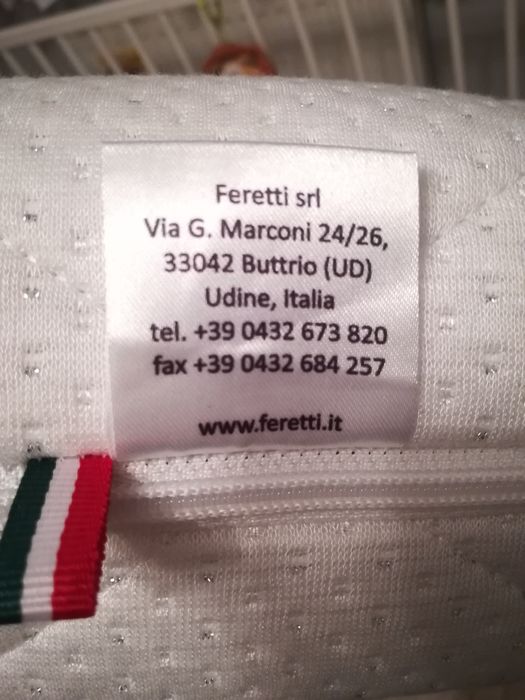 Feretti srl
Via G. Marconi 24/26,
33042 Buttrio (UD)
Udine, Italia
tel. +39 0432 673 820
fax +39 0432 684 257
www.feretti.it